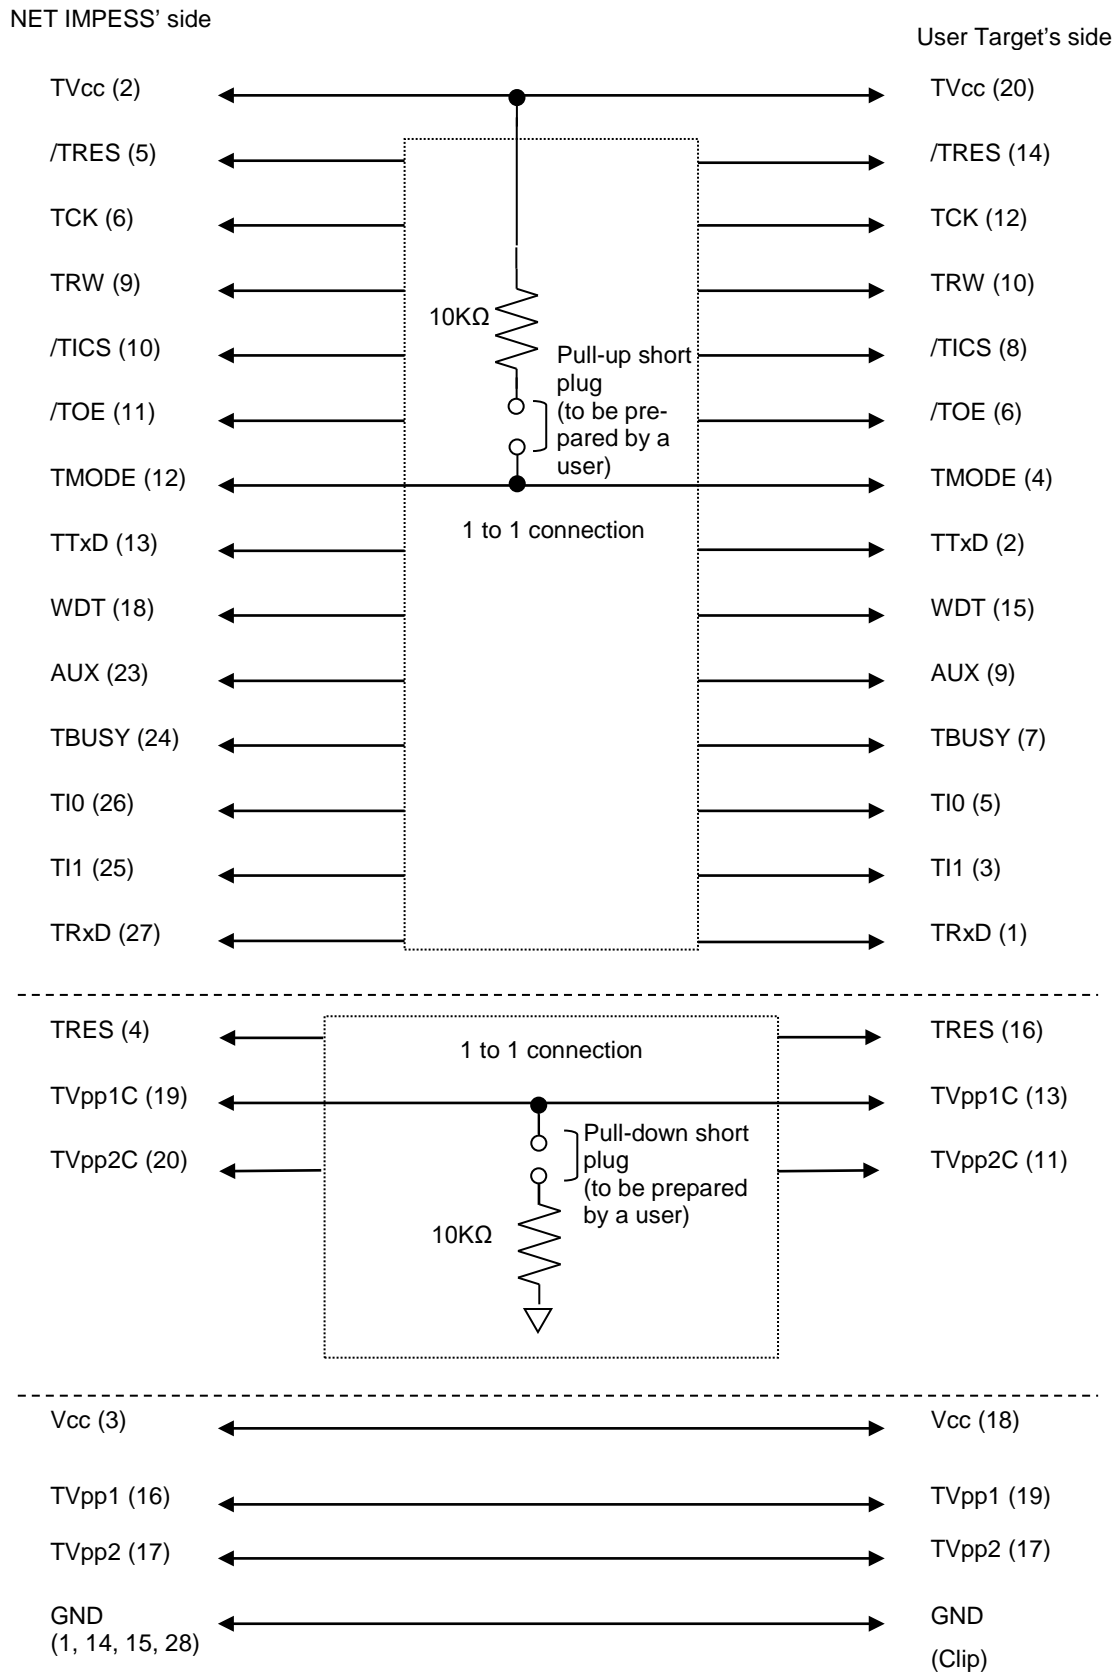 NET IMPESS’ side
User Target's side
TVcc (2)
TVcc (20)
/TRES (5)
/TRES (14)
TCK (6)
TCK (12)
TRW (9)
TRW (10)
10KΩ
/TICS (10)
Pull-up short
plug
(to be pre-
pared by a
user)
/TICS (8)
/TOE (11)
/TOE (6)
TMODE (12)
TMODE (4)
1 to 1 connection
TTxD (13)
TTxD (2)
WDT (18)
WDT (15)
AUX (23)
AUX (9)
TBUSY (24)
TBUSY (7)
TI0 (26)
TI0 (5)
TI1 (25)
TI1 (3)
TRxD (27)
TRxD (1)
TRES (4)
1 to 1 connection
TRES (16)
TVpp1C (19)
TVpp1C (13)
Pull-down short
plug
(to be prepared
by a user)
TVpp2C (20)
TVpp2C (11)
10KΩ
Vcc (3)
Vcc (18)
TVpp1 (16)
TVpp1 (19)
TVpp2 (17)
TVpp2 (17)
GND
(1, 14, 15, 28)
GND
(Clip)